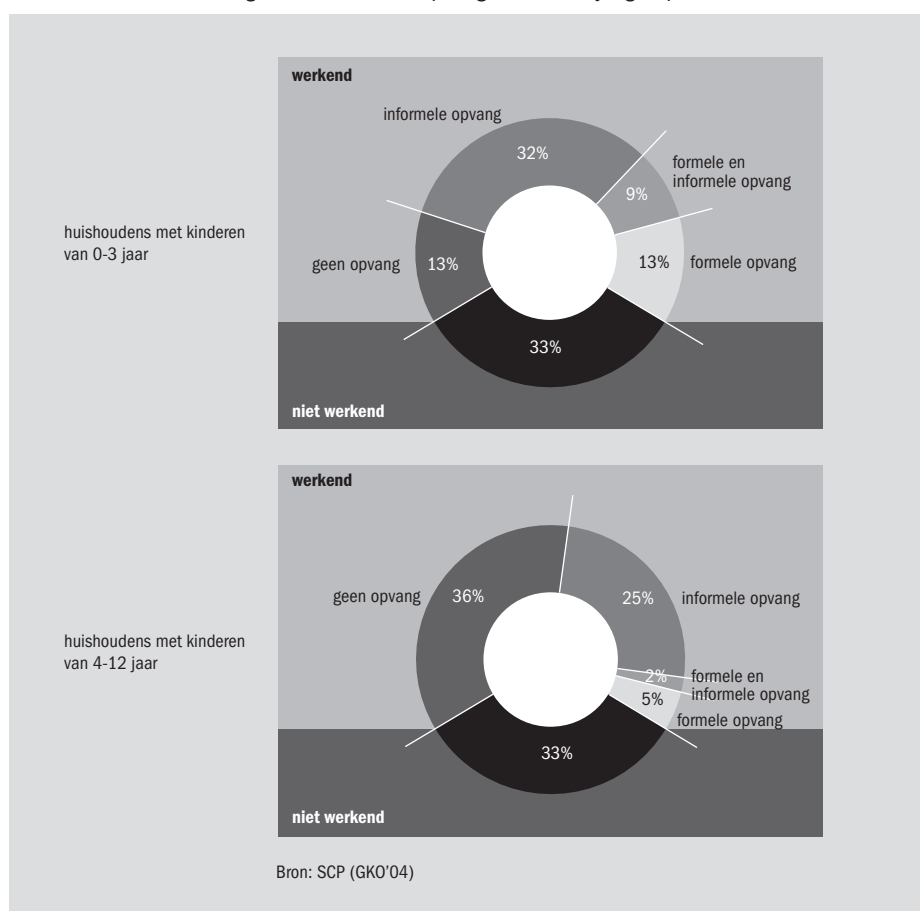 werkend
informele opvang
32%
formele en
informele opvang
9%
huishoudens met kinderen
van 0-3 jaar
geen opvang
13%
13%
formele opvang
33%
niet werkend
werkend
geen opvang
36%
25%
informele opvang
huishoudens met kinderen
van 4-12 jaar
2%
formele en
informele opvang
5%
formele opvang
33%
niet werkend
Bron: SCP (GKO'04)